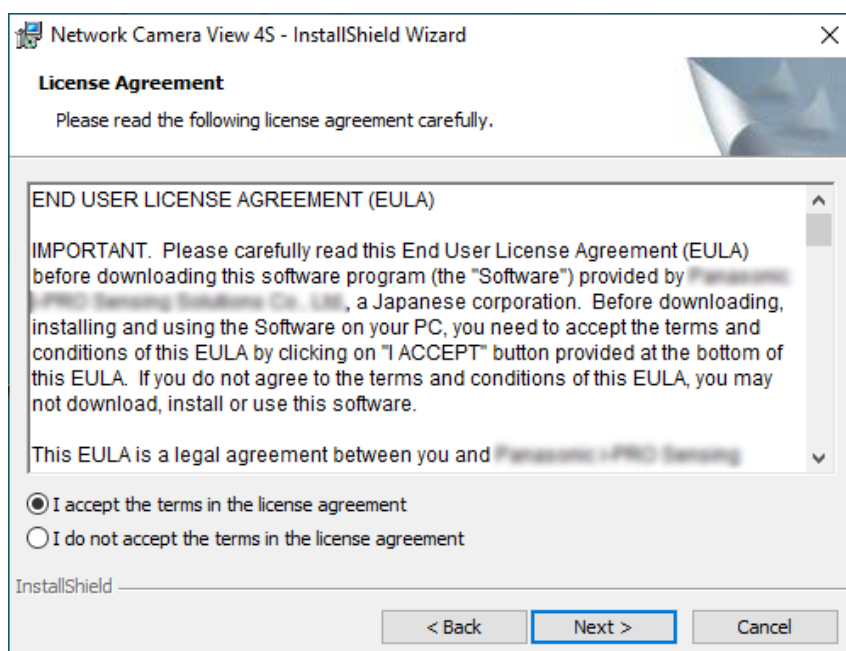 Network Camera View 4S - InstallShield Wizard
License Agreement
Please read the following license agreement carefully.
END USER LICENSE AGREEMENT (EULA)
IMPORTANT.  Please carefully read this End User License Agreement (EULA)
before downloading this software program (the "Software") provided by
, a Japanese corporation.  Before downloading,
installing and using the Software on your PC, you need to accept the terms and
conditions of this EULA by clicking on "I ACCEPT" button provided at the bottom of
this EULA.  If you do not agree to the terms and conditions of this EULA, you may
not download, install or use this software.
This EULA is a legal agreement between you and
I accept the terms in the license agreement
I do not accept the terms in the license agreement
InstallShield
< Back Next > Cancel